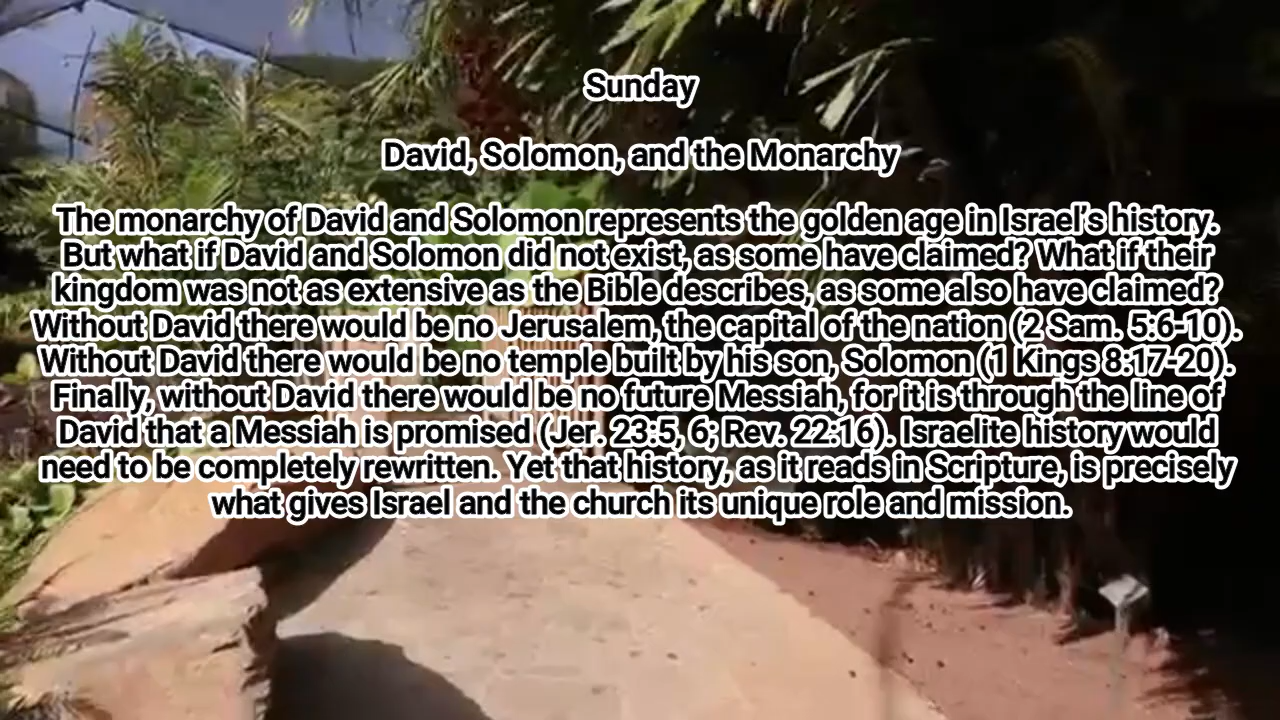 Sunday
David, Solomon, and the Monarchy
The monarchy of David and Solomon represents the golden age in Israel’s history.
But what if David and Solomon did not exist, as some have claimed? What if their
kingdom was not as extensive as the Bible describes, as some also have claimed?
Without David there would be no Jerusalem, the capital of the nation (2 Sam. 5:6-10).
Without David there would be no temple built by his son, Solomon (1 Kings 8:17-20).
Finally, without David there would be no future Messiah, for it is through the line of
David that a Messiah is promised (Jer. 23:5, 6; Rev. 22:16). Israelite history would
need to be completely rewritten. Yet that history, as it reads in Scripture, is precisely
what gives Israel and the church its unique role and mission.